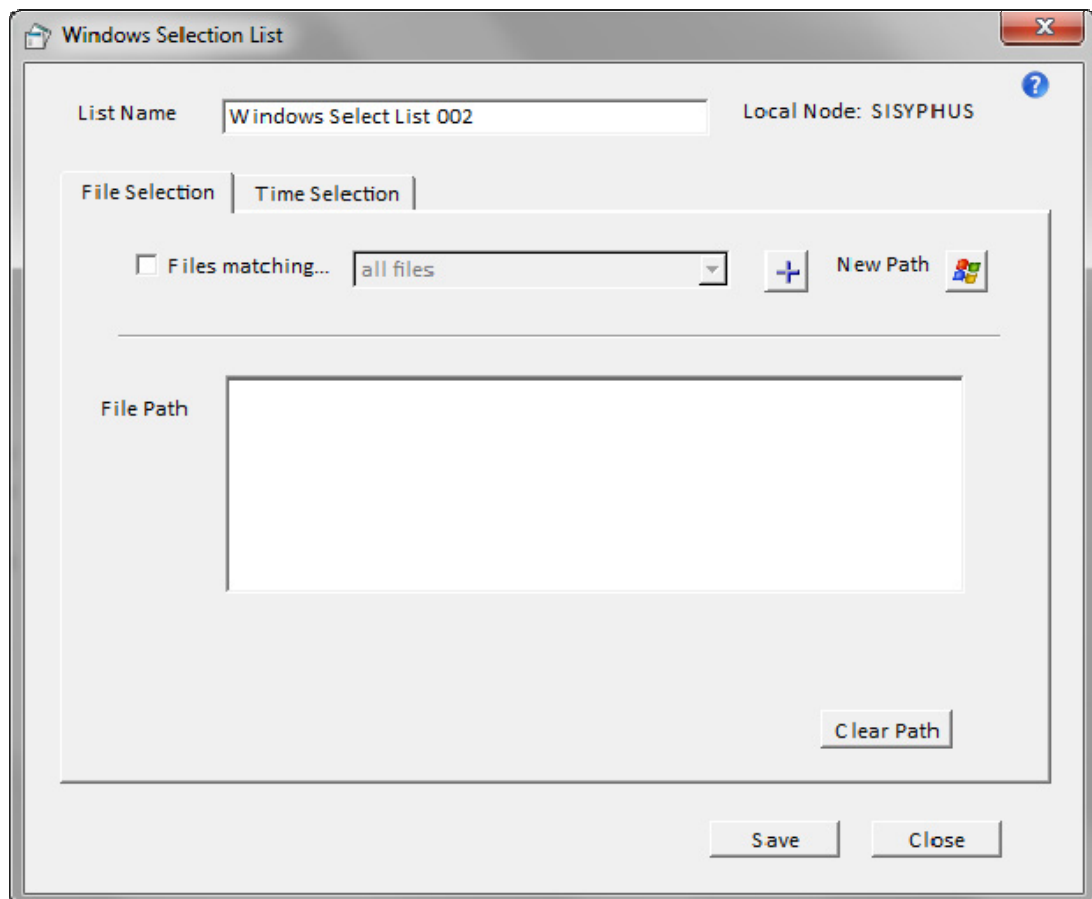 Windows Selection List
X
?
List Name Windows Select List 002 Local Node: SISYPHUS
File Selection Time Selection
Files matching... all files New Path
File Path
Clear Path
Save Close